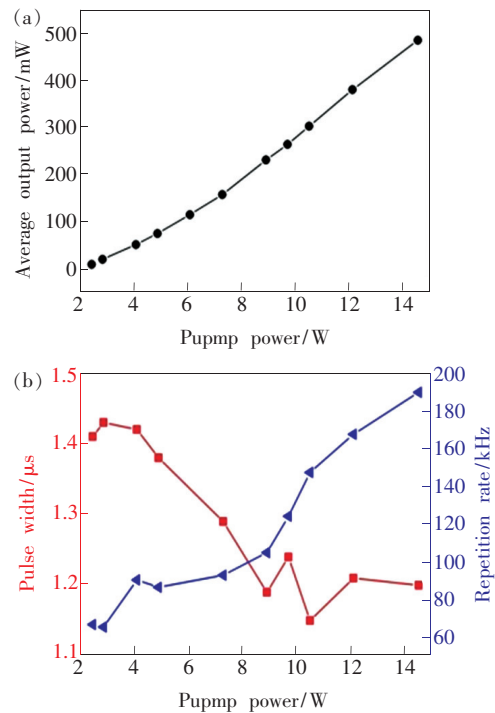 (a)
Average output power/mW
500
400
300
200
100
0
2 4 6 8 10 12 14
Pupmp power/W
(b)
Pulse width/μs
1.5
1.4
1.3
1.2
1.1
Repetition rate/kHz
200
180
160
140
120
100
80
60
2 4 6 8 10 12 14
Pupmp power/W